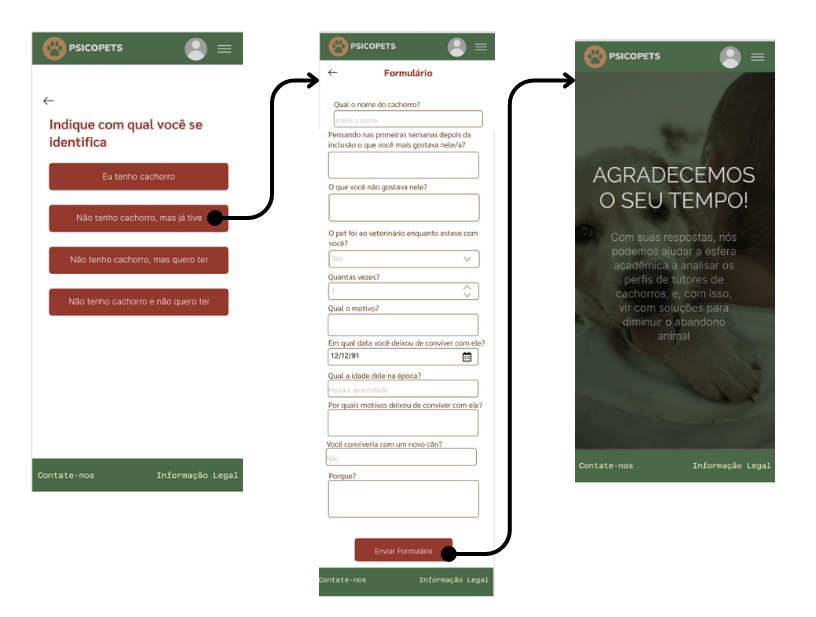 PSICOPETS
Indique com qual você se
identifica
Eu tenho cachorro
Não tenho cachorro, mas já tive
Não tenho cachorro, mas quero ter
Não tenho cachorro e não quero ter
Contate-nos
Informação Legal
PSICOPETS
Formulário
Qual o nome do cachorro?
Insira o nome
Pensando nas primeiras semanas depois da
inclusão o que você mais gostava nele/a?
O que você não gostava nele?
O pet foi ao veterinário enquanto esteve com
você?
Sim
Quantas vezes?
1
Qual o motivo?
Em qual data você deixou de conviver com ele?
12/12/91
Qual a idade dele na época?
Insira a quantidade
Por quais motivos deixou de conviver com ele?
Você conviveria com um novo cão?
Não
Porque?
Enviar Formulário
Contate-nos
Informação Legal
PSICOPETS
AGRADECEMOS
O SEU TEMPO!
Com suas respostas, nós
podemos ajudar a esfera
acadêmica a analisar os
perfis de tutores de
cachorros, e, com isso,
vir com soluções para
diminuir o abandono
animal
Contate-nos
Informação Legal